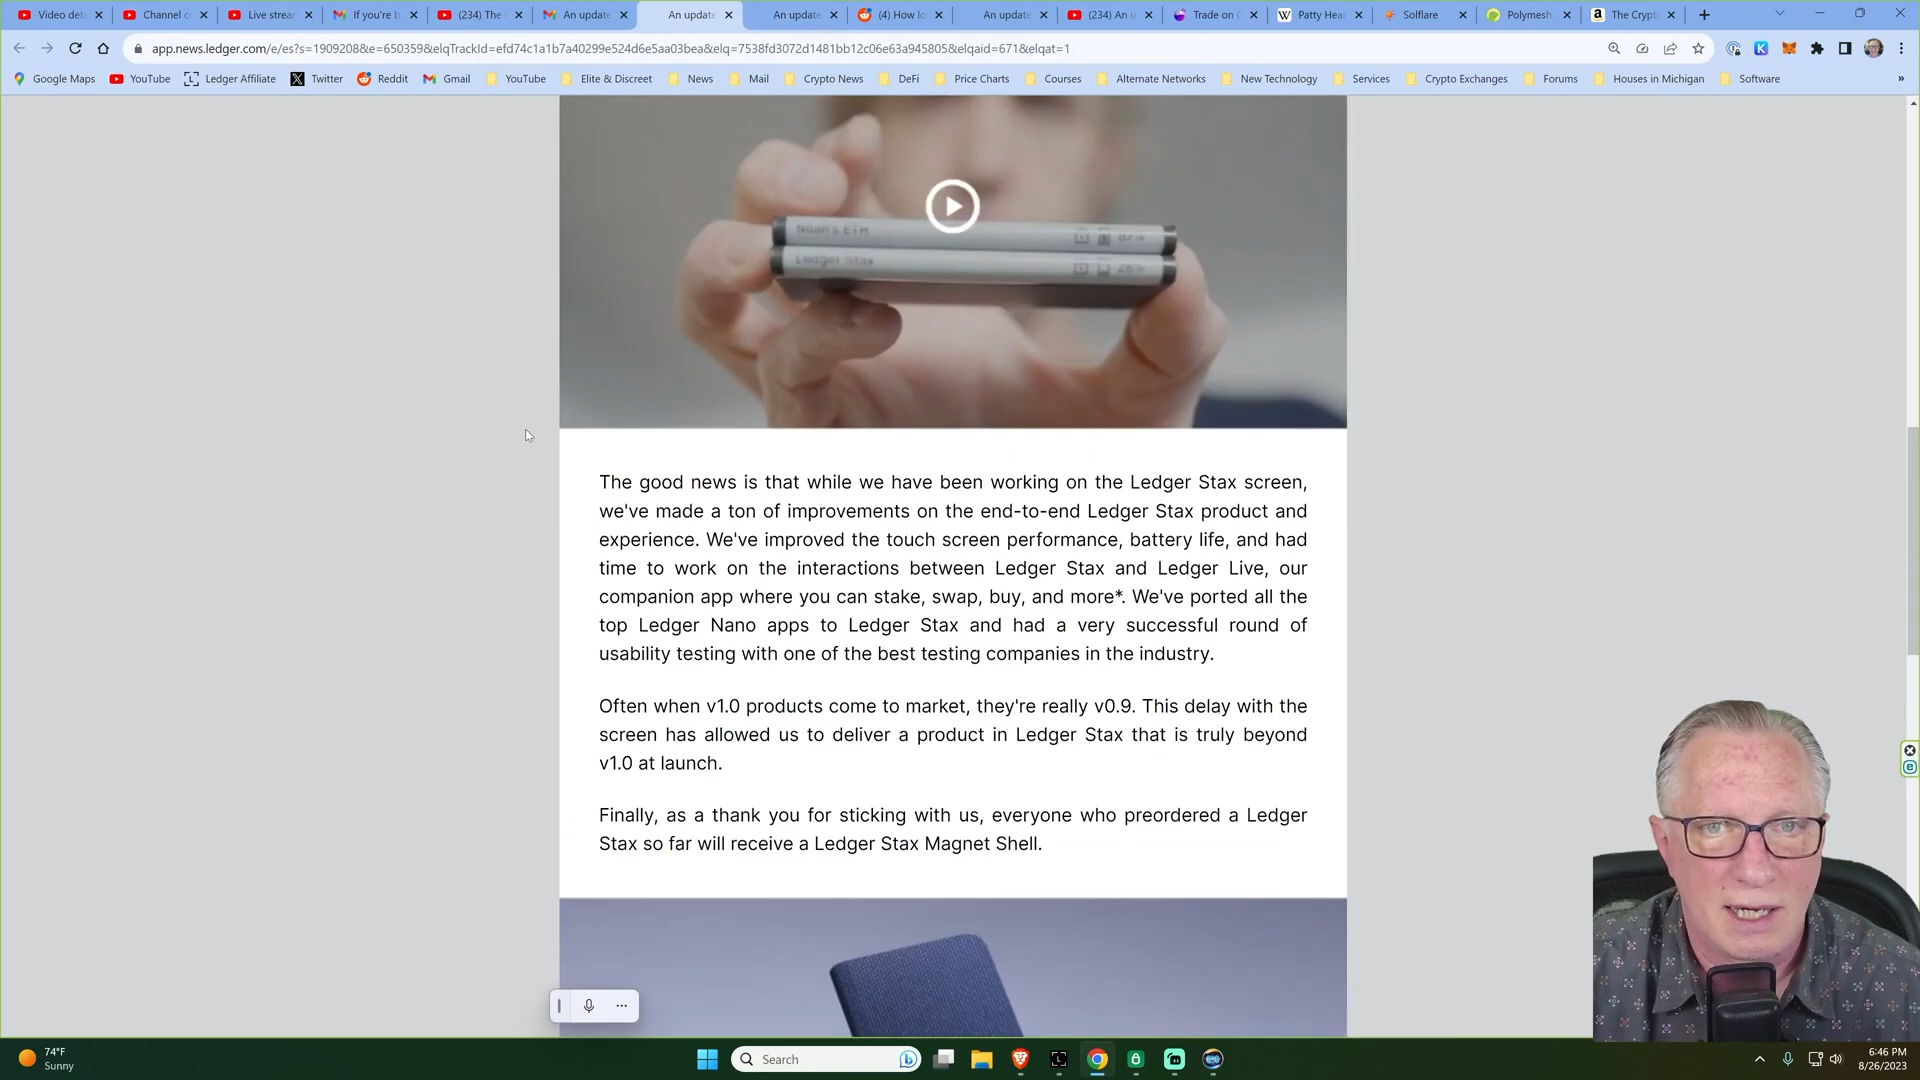 Video deta
Channel c
Live strea
If you're b
(234) The
An update
An update
An update
(4) How lo
An update
(234) An u
Trade on
Patty Hear
Solflare
Polymesh
The Crypt
app.news.ledger.com/e/es?s=1909208&e=650359&elqTrackId=efd74c1a1b7a40299e524d6e5aa03bea&elq=7538fd3072d1481bb12c06e63a945805&elqaid=671&elqat=1
Google Maps
YouTube
Ledger Affiliate
Twitter
Reddit
Gmail
YouTube
Elite & Discreet
News
Mail
Crypto News
DeFi
Price Charts
Courses
Alternate Networks
New Technology
Services
Crypto Exchanges
Forums
Houses in Michigan
Software
Noah's ETH
Ledger Stax 28%
The good news is that while we have been working on the Ledger Stax screen,
we've made a ton of improvements on the end-to-end Ledger Stax product and
experience. We've improved the touch screen performance, battery life, and had
time to work on the interactions between Ledger Stax and Ledger Live, our
companion app where you can stake, swap, buy, and more*. We've ported all the
top Ledger Nano apps to Ledger Stax and had a very successful round of
usability testing with one of the best testing companies in the industry.
Often when v1.0 products come to market, they're really v0.9. This delay with the
screen has allowed us to deliver a product in Ledger Stax that is truly beyond
v1.0 at launch.
Finally, as a thank you for sticking with us, everyone who preordered a Ledger
Stax so far will receive a Ledger Stax Magnet Shell.
74°F
Sunny
Search
6:46 PM
8/26/2023